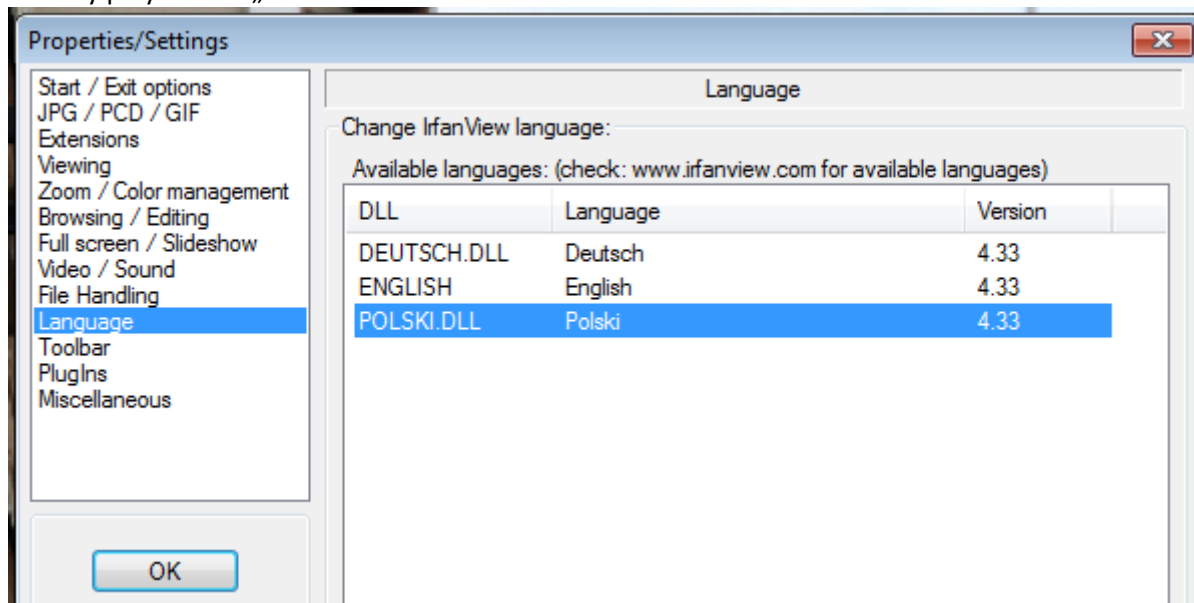 Properties/Settings
Start / Exit options
JPG / PCD / GIF
Extensions
Viewing
Zoom / Color management
Browsing / Editing
Full screen / Slideshow
Video / Sound
File Handling
Language
Toolbar
PlugIns
Miscellaneous
OK
Language
Change IrfanView language:
Available languages: (check: www.irfanview.com for available languages)
DLL Language Version
DEUTSCH.DLL Deutsch 4.33
ENGLISH English 4.33
POLSKI.DLL Polski 4.33